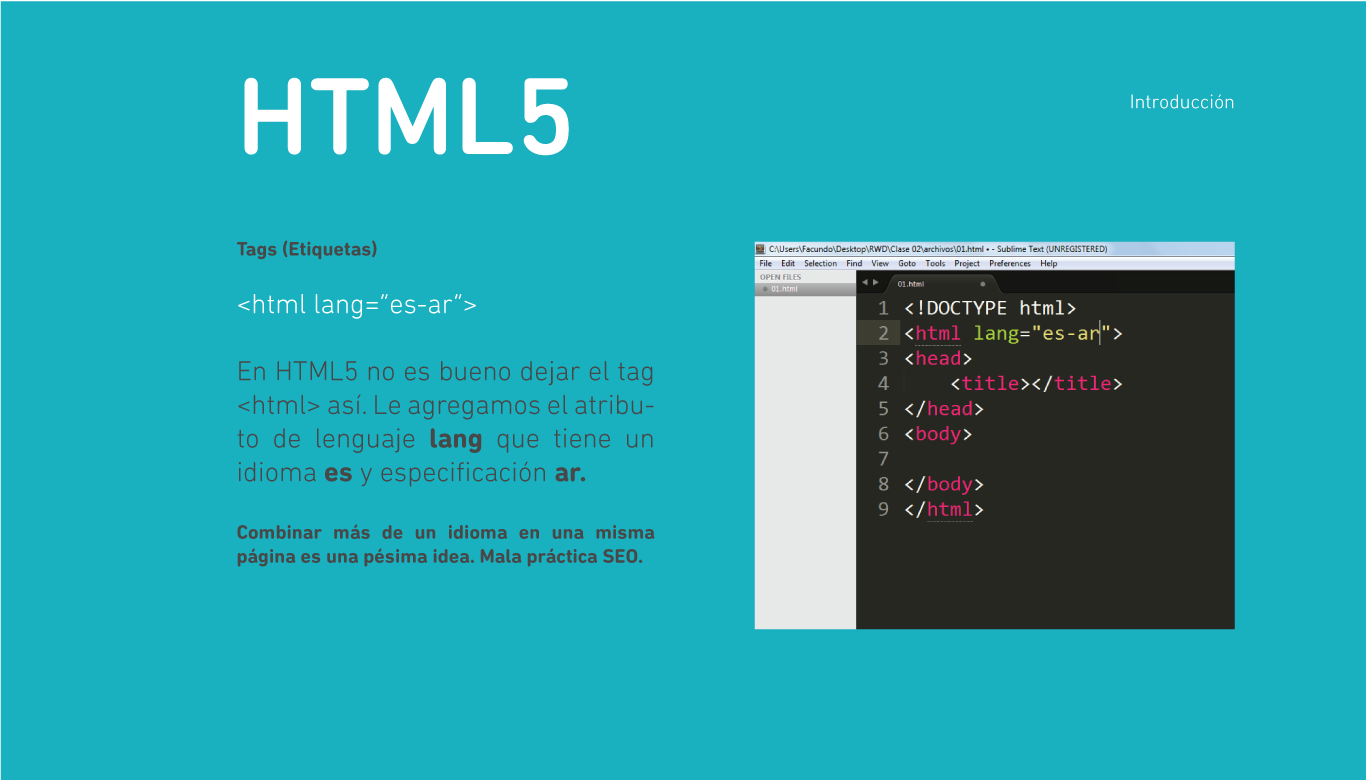 HTML5
Introducción
Tags (Etiquetas)
<html lang=”es-ar”>
En HTML5 no es bueno dejar el tag
<html> así. Le agregamos el atribu-
to de lenguaje lang que tiene un
idioma es y especificación ar.
Combinar más de un idioma en una misma
página es una pésima idea. Mala práctica SEO.
C:\Users\Facundo\Desktop\RWD\Clase 02\archivos\01.html • - Sublime Text (UNREGISTERED)
File Edit Selection Find View Goto Tools Project Preferences Help
OPEN FILES
01.html
01.html
1 <!DOCTYPE html>
2 <html lang="es-ar">
3 <head>
4 <title></title>
5 </head>
6 <body>
7
8 </body>
9 </html>